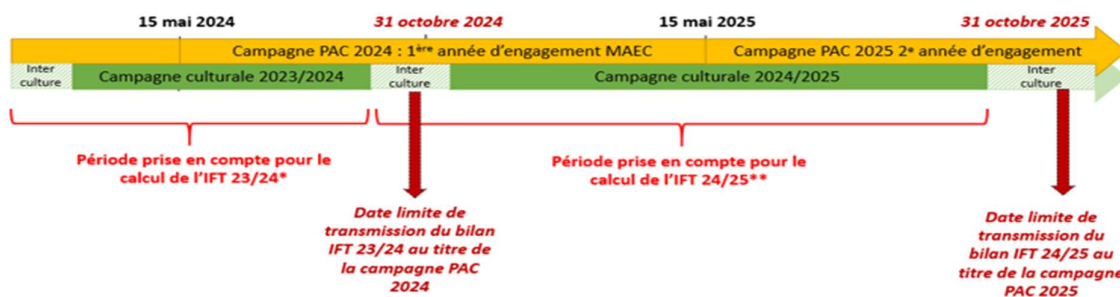 15 mai 2024
31 octobre 2024
15 mai 2025
31 octobre 2025
Campagne PAC 2024 : 1ère année d'engagement MAEC
Campagne PAC 2025 2e année d'engagement
Inter
culture
Campagne culturale 2023/2024
Inter
culture
Campagne culturale 2024/2025
Inter
culture
Période prise en compte pour le
calcul de l'IFT 23/24*
Période prise en compte pour le
calcul de l'IFT 24/25**
Date limite de
transmission du bilan
IFT 23/24 au titre de
la campagne PAC
2024
Date limite de
transmission du
bilan IFT 24/25 au
titre de la campagne
PAC 2025